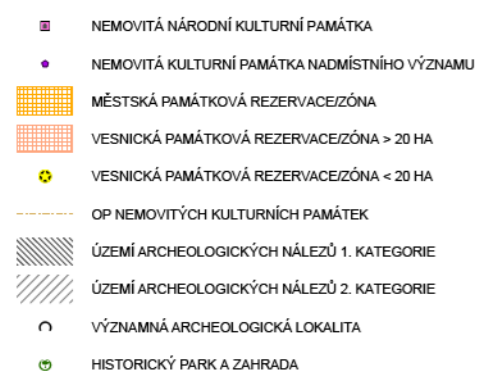 NEMOVITÁ NÁRODNÍ KULTURNÍ PAMÁTKA
NEMOVITÁ KULTURNÍ PAMÁTKA NADMÍSTNÍHO VÝZNAMU
MĚSTSKÁ PAMÁTKOVÁ REZERVACE/ZÓNA
VESNICKÁ PAMÁTKOVÁ REZERVACE/ZÓNA > 20 HA
VESNICKÁ PAMÁTKOVÁ REZERVACE/ZÓNA < 20 HA
OP NEMOVITÝCH KULTURNÍCH PAMÁTEK
ÚZEMÍ ARCHEOLOGICKÝCH NÁLEZŮ 1. KATEGORIE
ÚZEMÍ ARCHEOLOGICKÝCH NÁLEZŮ 2. KATEGORIE
VÝZNAMNÁ ARCHEOLOGICKÁ LOKALITA
HISTORICKÝ PARK A ZAHRADA